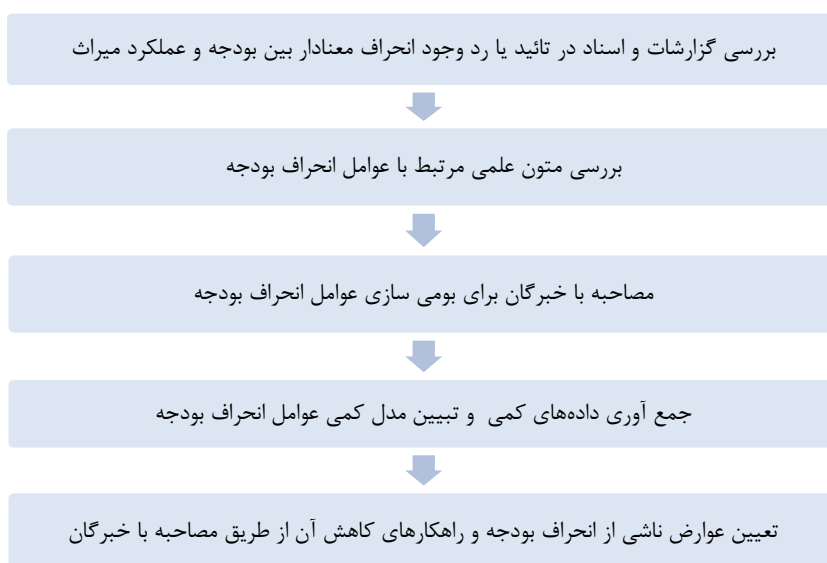 بررسی گزارشات و اسناد در تائید یا رد وجود انحراف معنادار بین بودجه و عملکرد میراث
بررسی متون علمی مرتبط با عوامل انحراف بودجه
مصاحبه با خبرگان برای بومی سازی عوامل انحراف بودجه
جمع آوری داده‌های کمی و تبیین مدل کمی عوامل انحراف بودجه
تعیین عوارض ناشی از انحراف بودجه و راهکارهای کاهش آن از طریق مصاحبه با خبرگان